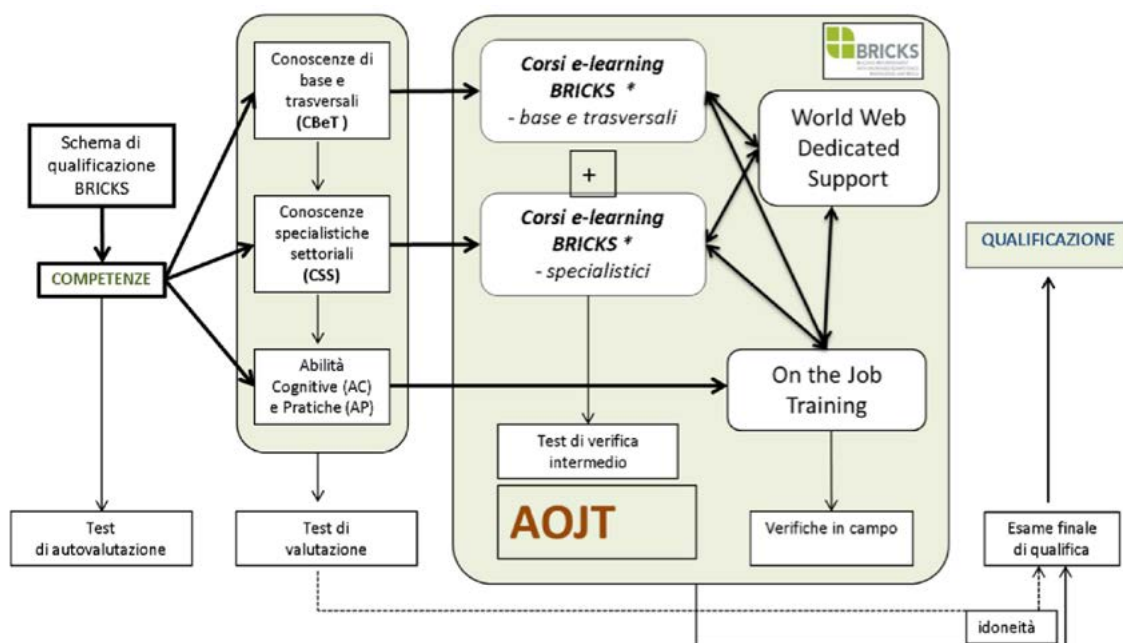 Schema di
qualificazione
BRICKS
COMPETENZE
Test
di autovalutazione
Conoscenze di
base e
trasversali
(CBeT )
Conoscenze
specialistiche
settoriali
(CSS)
Abilità
Cognitive (AC)
e Pratiche (AP)
Test di
valutazione
Corsi e-learning
BRICKS *
- base e trasversali
+
Corsi e-learning
BRICKS *
- specialistici
Test di verifica
intermedio
AOJT
BRICKS
World Web
Dedicated
Support
On the Job
Training
Verifiche in campo
QUALIFICAZIONE
Esame finale
di qualifica
idoneità